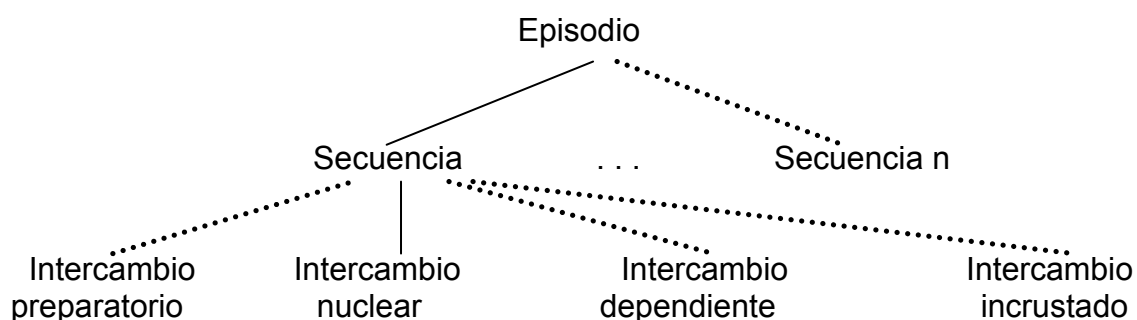 Episodio
Secuencia . . . Secuencia n
Intercambio Intercambio Intercambio Intercambio
preparatorio nuclear dependiente incrustado